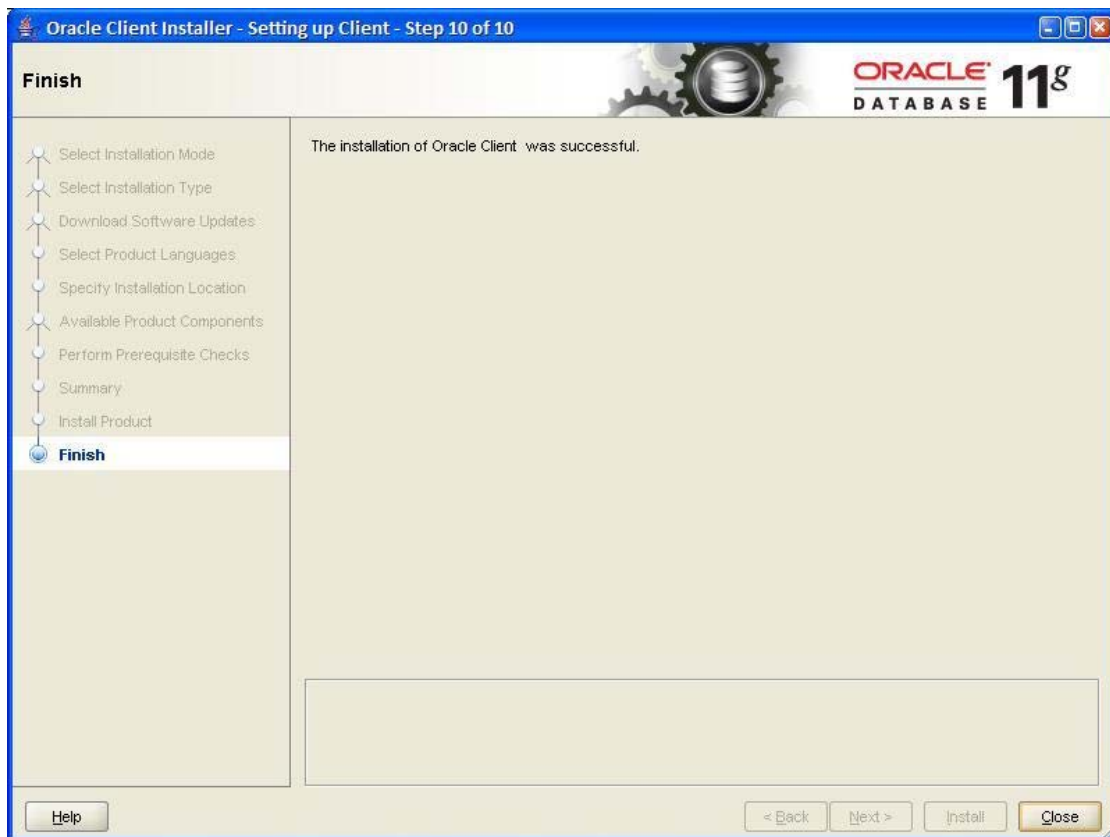 Oracle Client Installer - Setting up Client - Step 10 of 10
Finish
ORACLE DATABASE 11g
Select Installation Mode
Select Installation Type
Download Software Updates
Select Product Languages
Specify Installation Location
Available Product Components
Perform Prerequisite Checks
Summary
Install Product
Finish
The installation of Oracle Client  was successful.
Help
< Back
Next >
Install
Close